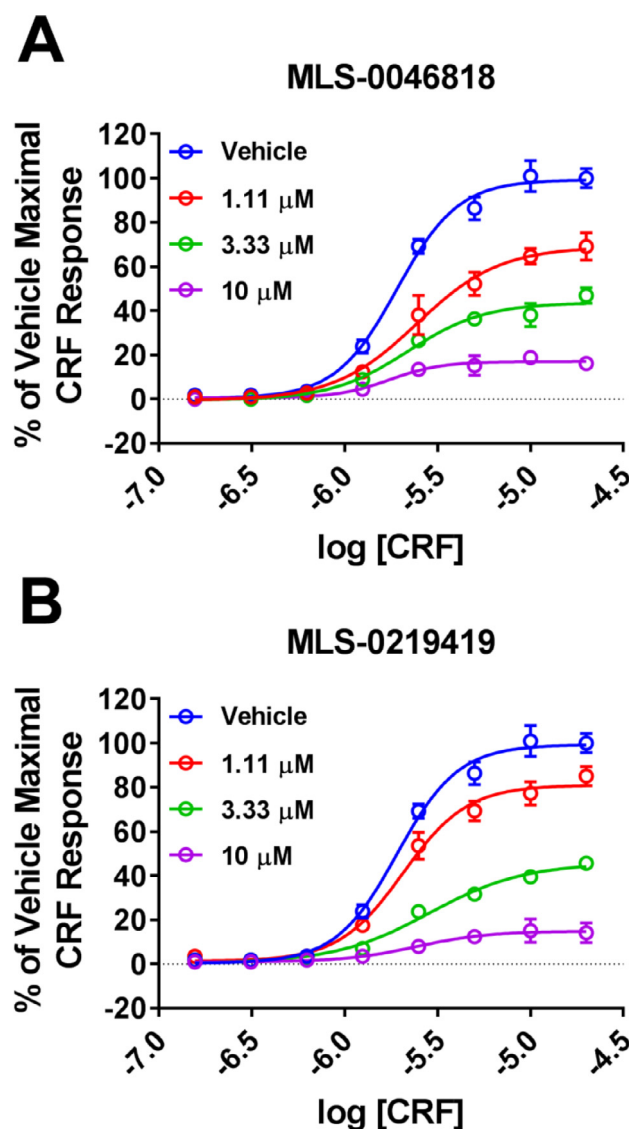 A
MLS-0046818
% of Vehicle Maximal
CRF Response
120
100
80
60
40
20
0
-20
Vehicle
1.11 μM
3.33 μM
10 μM
-7.0
-6.5
-6.0
-5.5
-5.0
-4.5
log [CRF]
B
MLS-0219419
% of Vehicle Maximal
CRF Response
120
100
80
60
40
20
0
-20
Vehicle
1.11 μM
3.33 μM
10 μM
-7.0
-6.5
-6.0
-5.5
-5.0
-4.5
log [CRF]